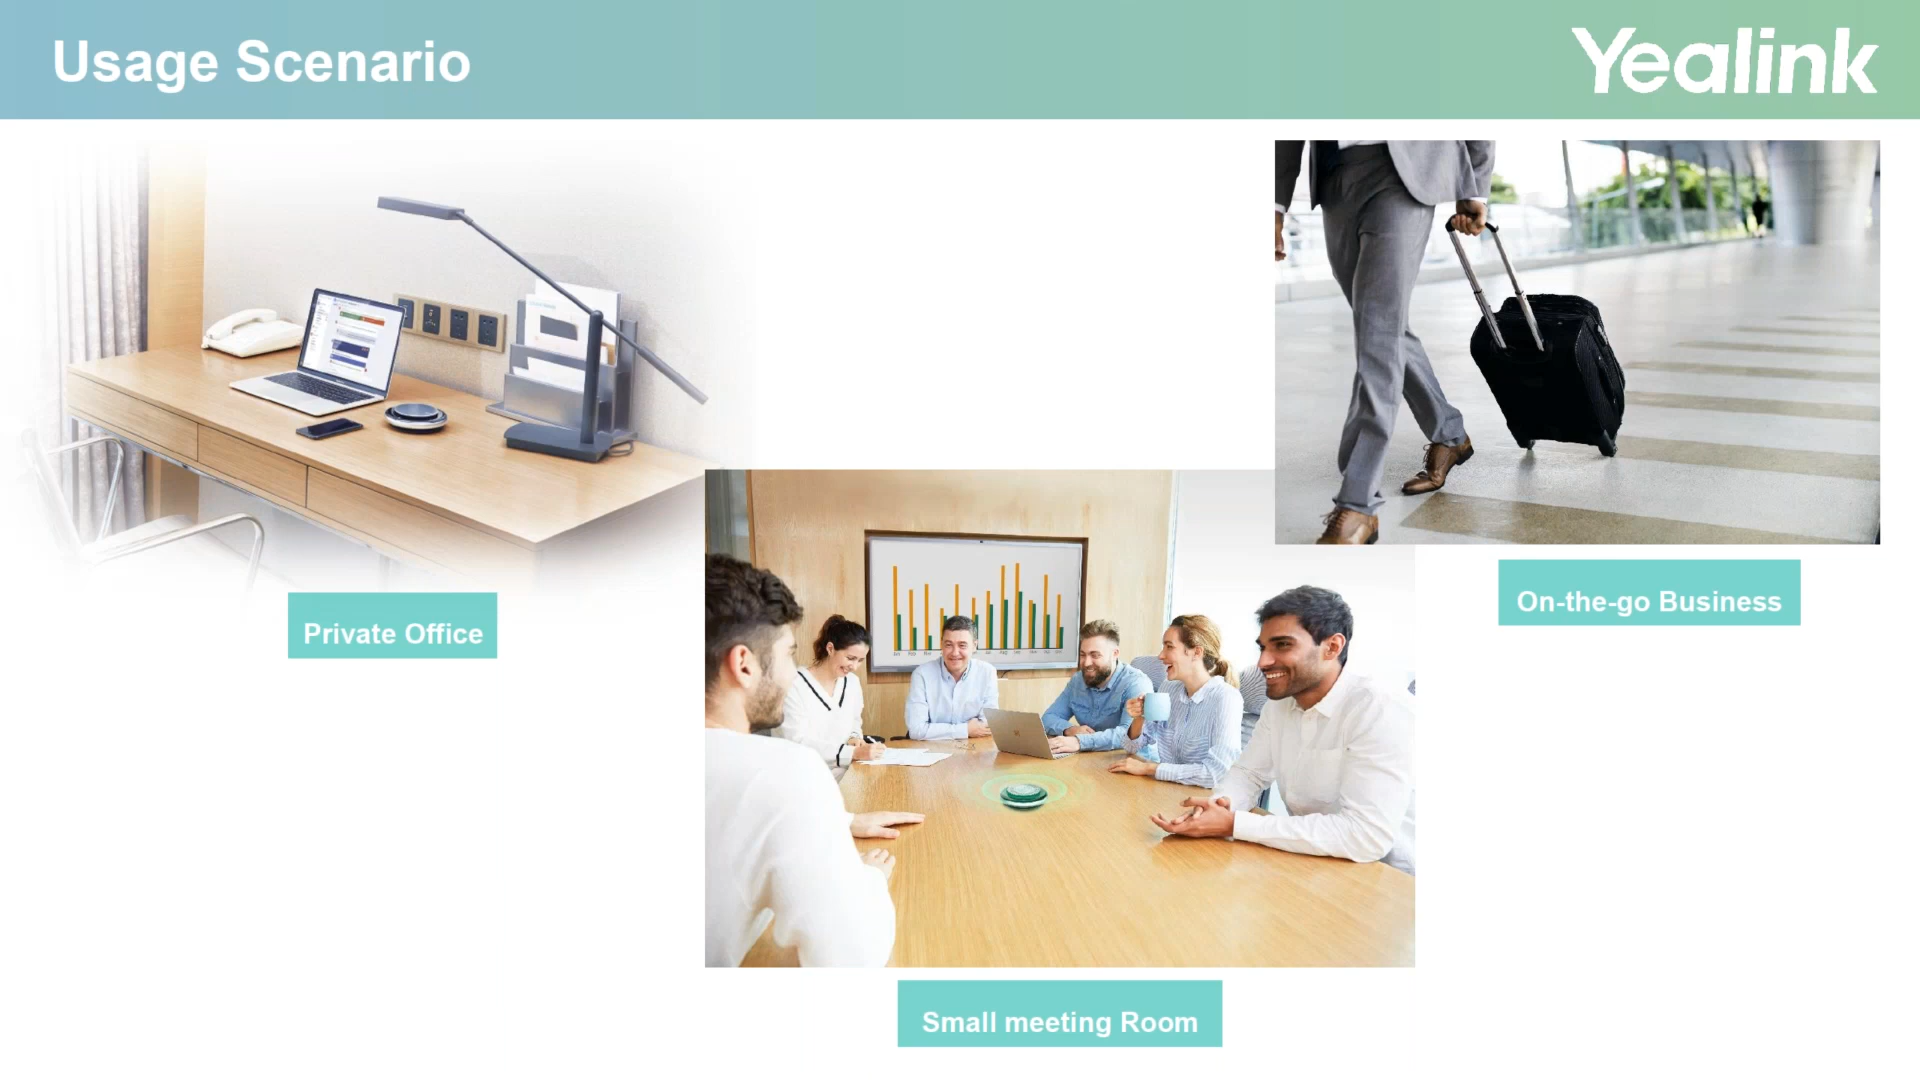 Usage Scenario
Yealink
Private Office
On-the-go Business
Small meeting Room